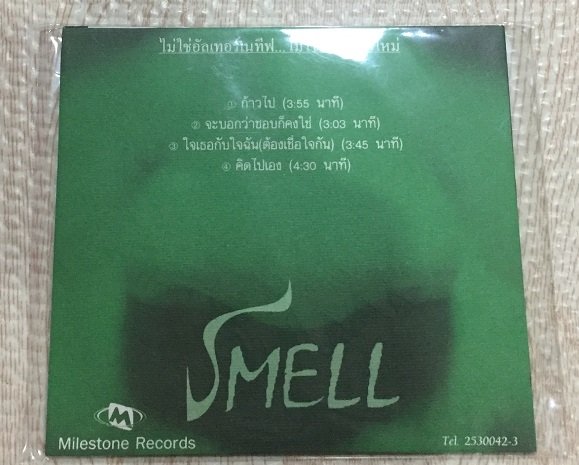 ไม่ใช่อัลเทอร์เนทีฟ...
① ก้าวไป (3:55 นาที)
② จะบอกว่าชอบก็คงใช่ (3:03 นาที)
③ ใจเธอกับใจฉัน(ต้องเชื่อใจกัน) (3:45 นาที)
④ คิดไปเอง (4:30 นาที)
SMELL
M
Milestone Records
Tel. 2530042-3